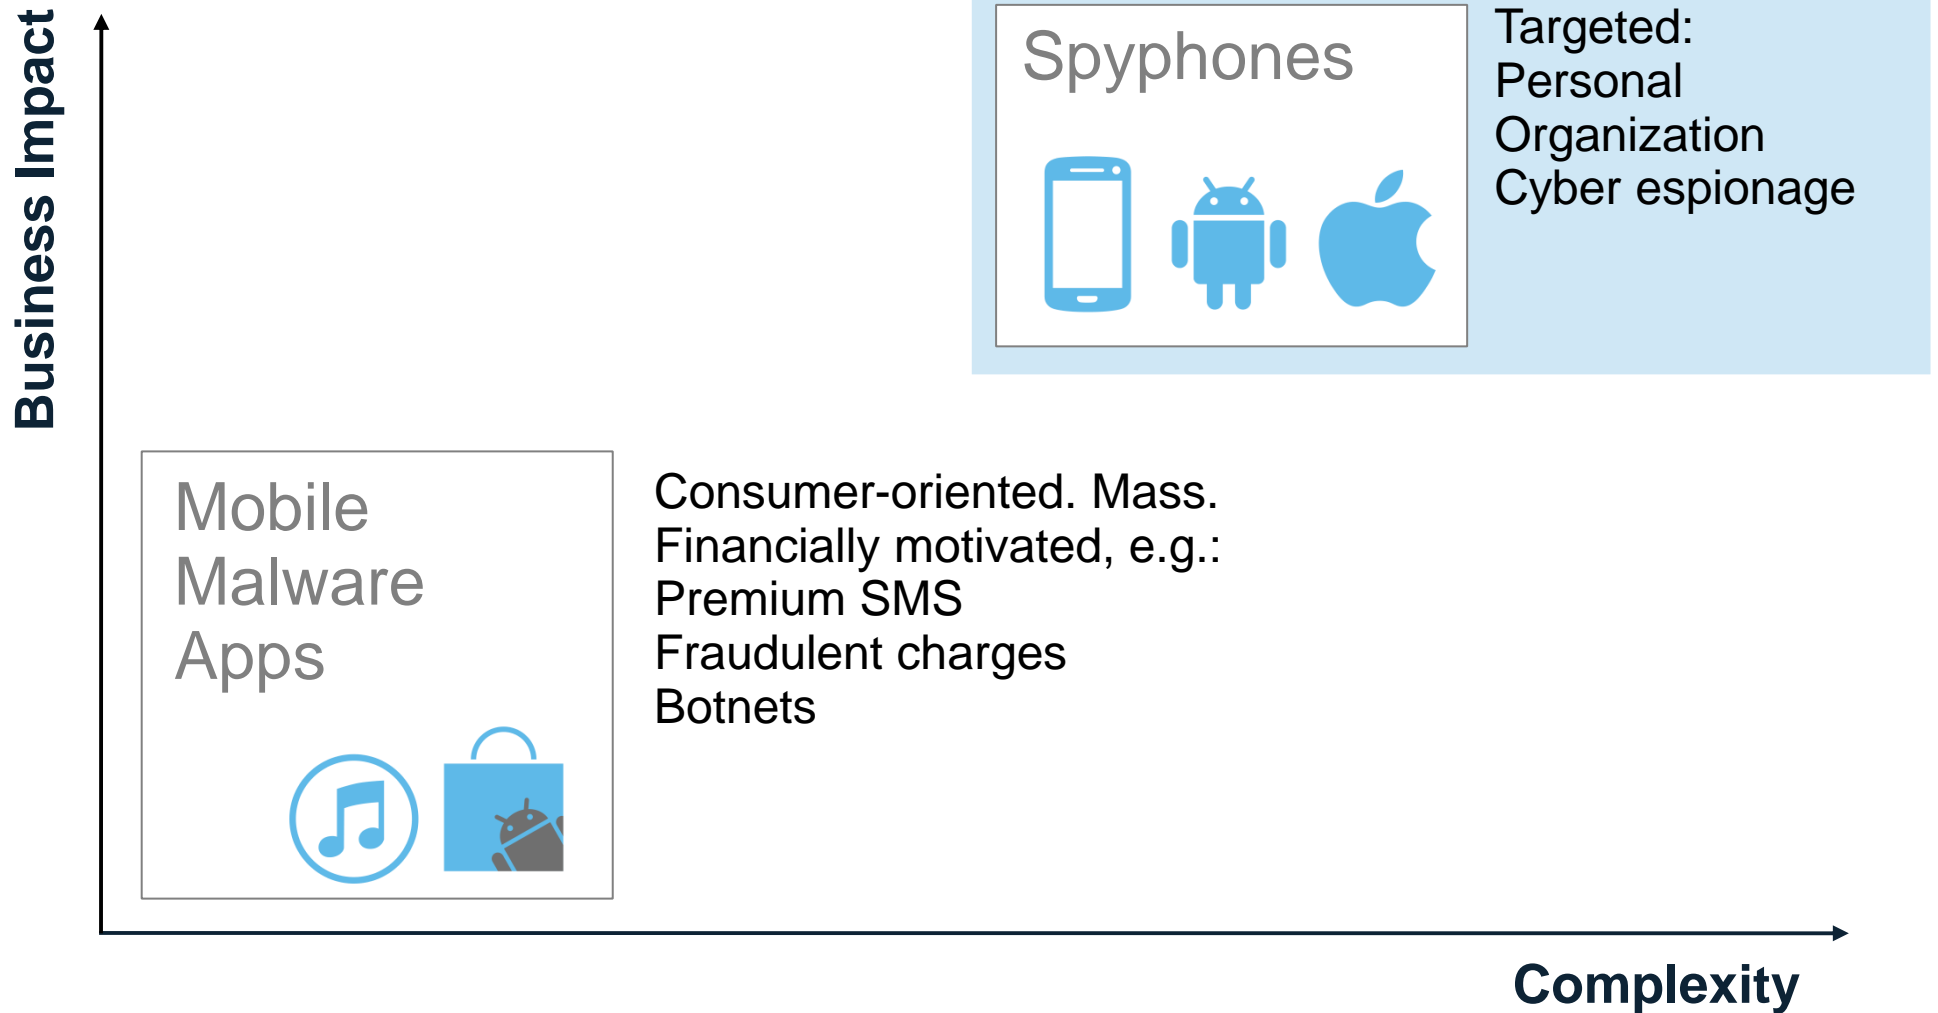 Business Impact
Spyphones
Targeted:
Personal
Organization
Cyber espionage
Mobile
Malware
Apps
Consumer-oriented. Mass.
Financially motivated, e.g.:
Premium SMS
Fraudulent charges
Botnets
Complexity